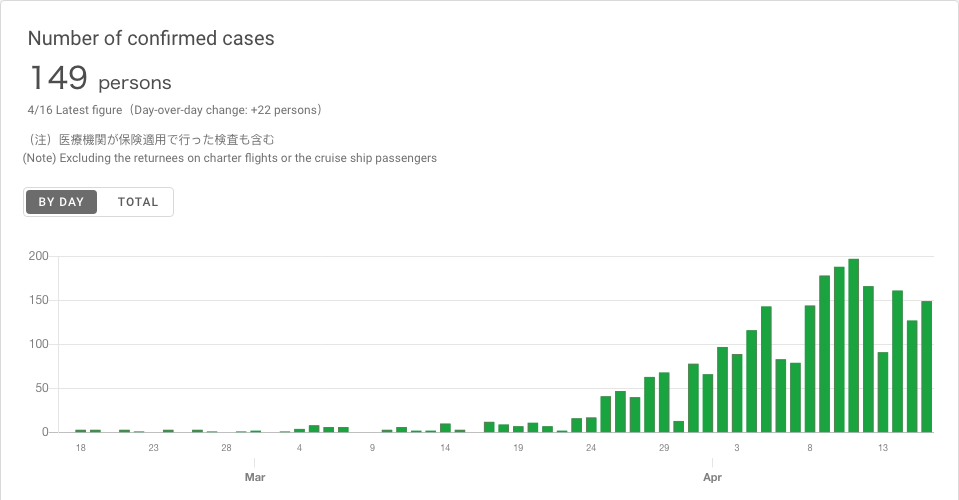 Number of confirmed cases
149 persons
4/16 Latest figure（Day-over-day change: +22 persons）
（注）医療機関が保険適用で行った検査も含む
(Note) Excluding the returnees on charter flights or the cruise ship passengers
BY DAY TOTAL
200
150
100
50
0
18 23 28 4 9 14 19 24 29 3 8 13
Mar Apr